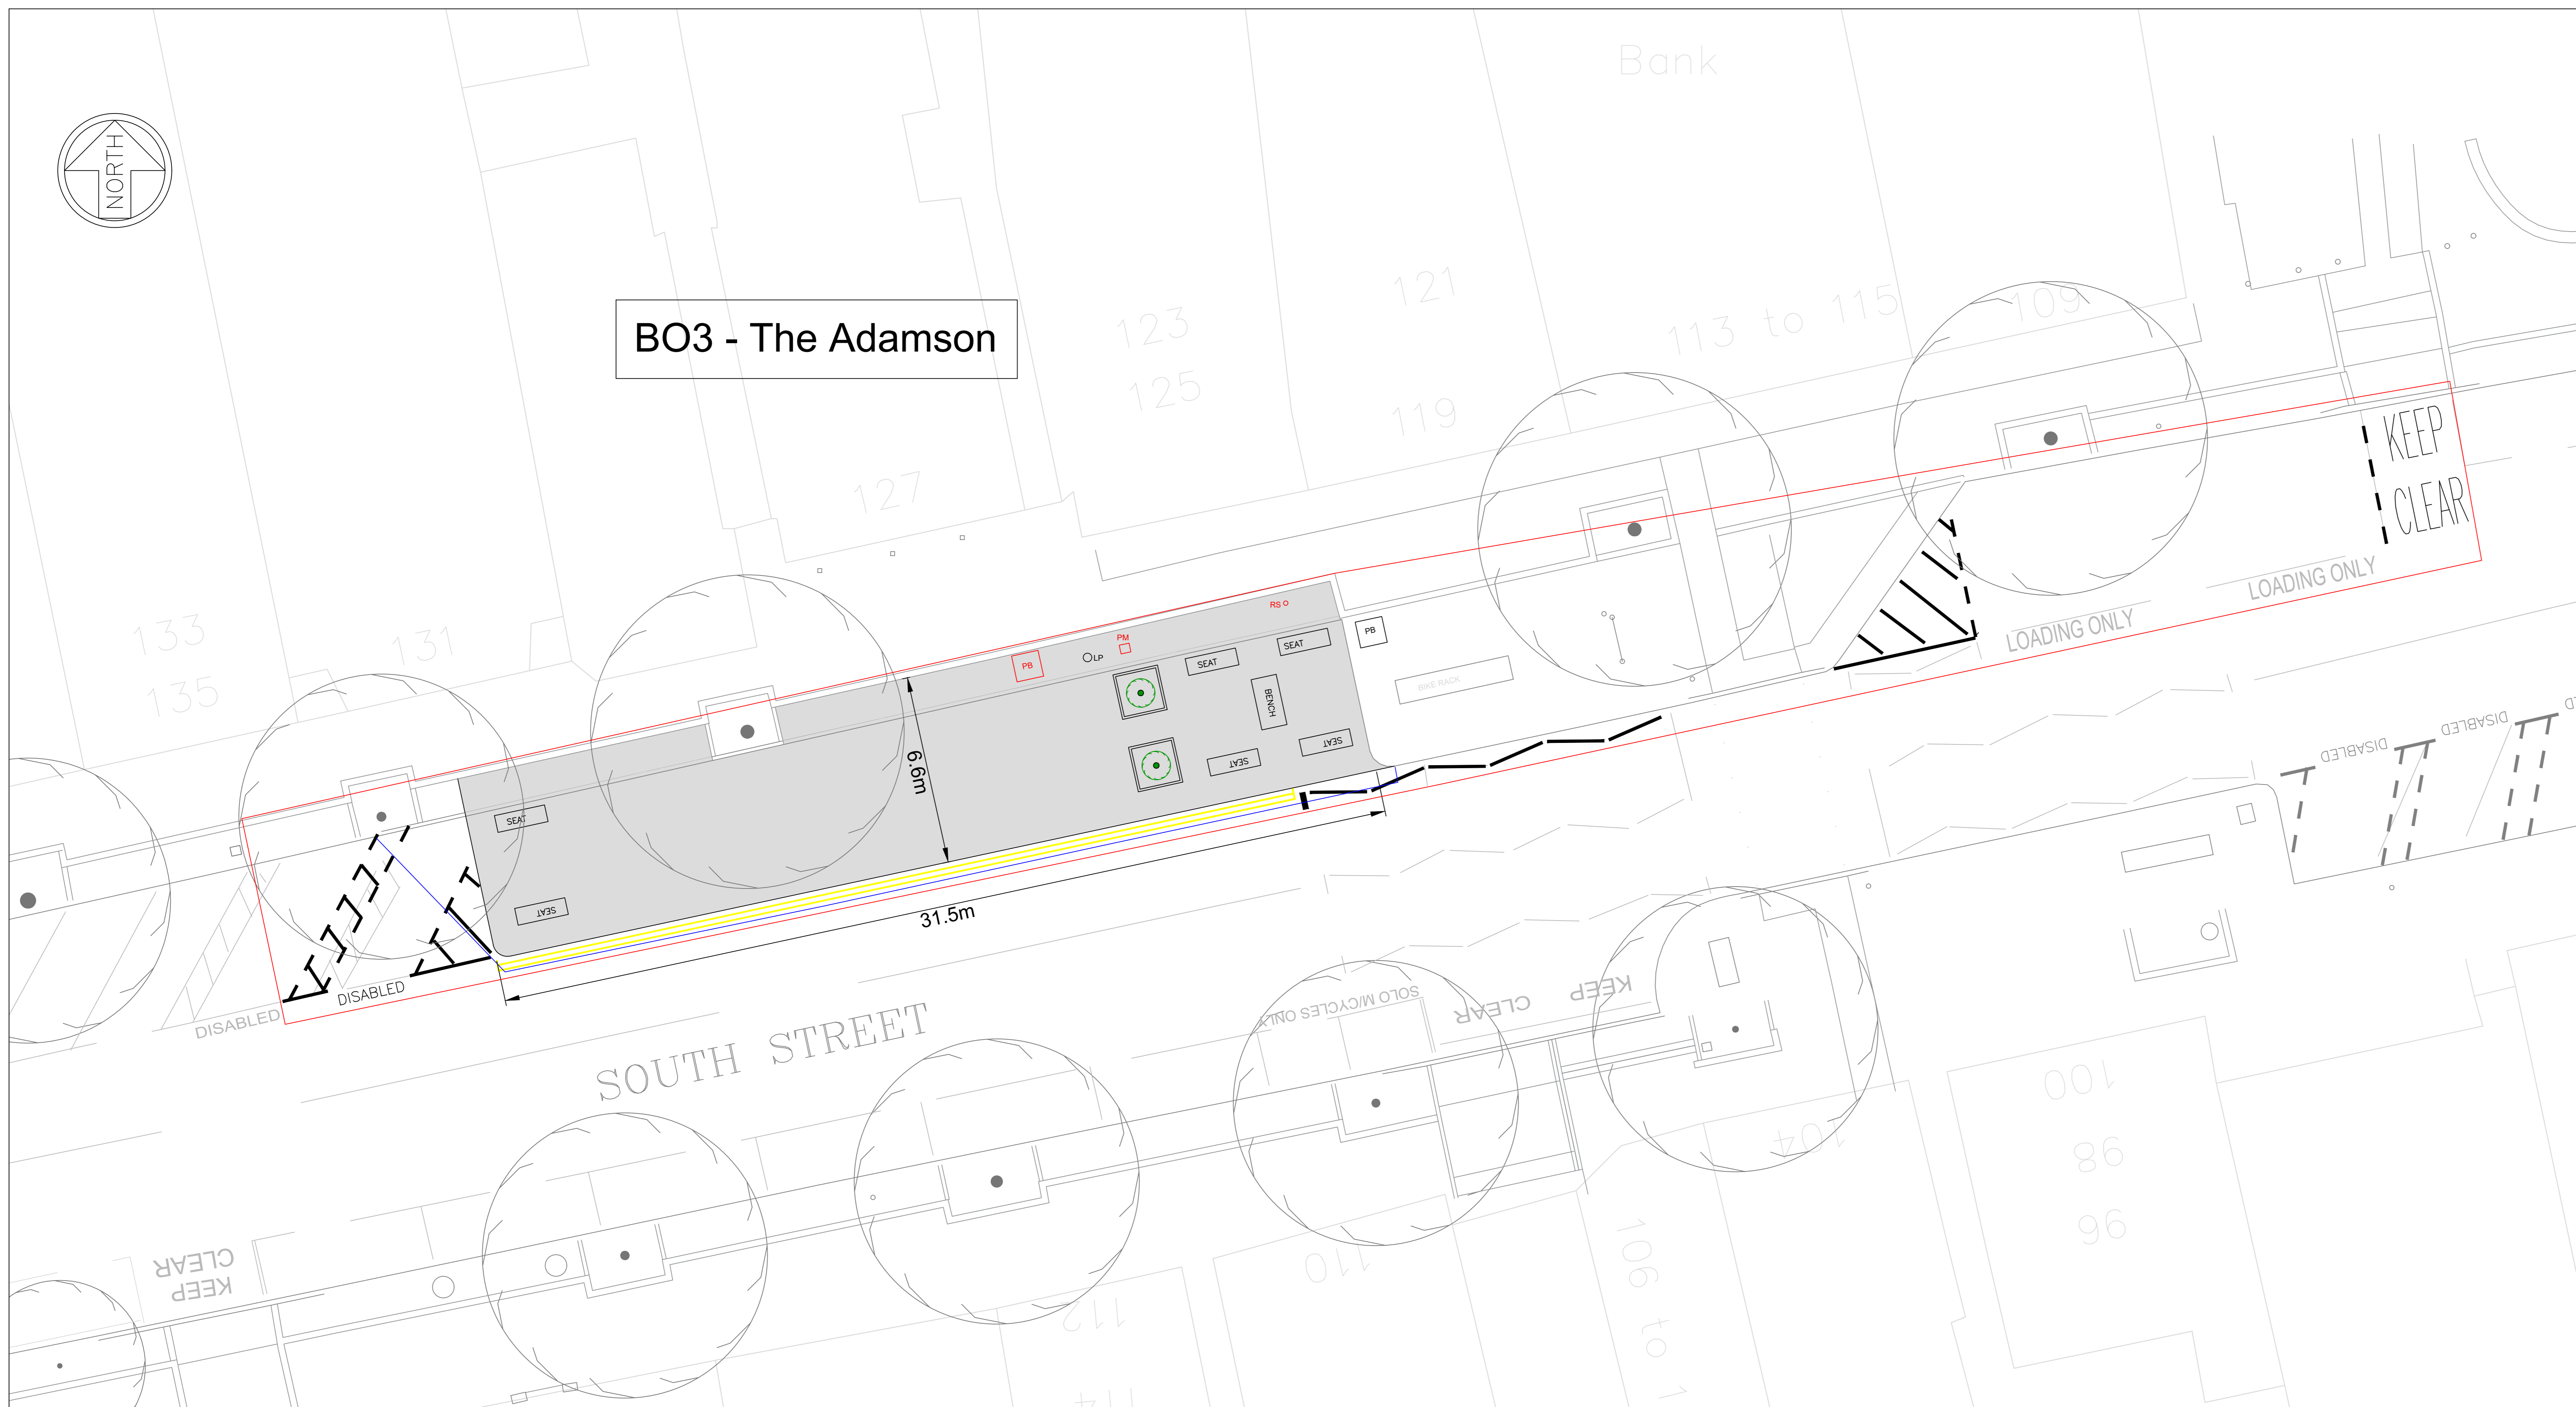 Bank
NORTH
BO3 - The Adamson
121
123
125
119
113 to 115
109
127
133
135
131
KEEP
CLEAR
LOADING ONLY
LOADING ONLY
RS
PM
PB
LP
PB
SEAT
SEAT
BENCH
SEAT
SEAT
BIKE RACK
6.6m
SEAT
SEAT
31.5m
DISABLED
DISABLED
DISABLED
DISABLED
SOUTH STREET
SOLO M/CYCLES ONLY
KEEP CLEAR
KEEP
CLEAR
100
98
96
104
106 to
110
112
114